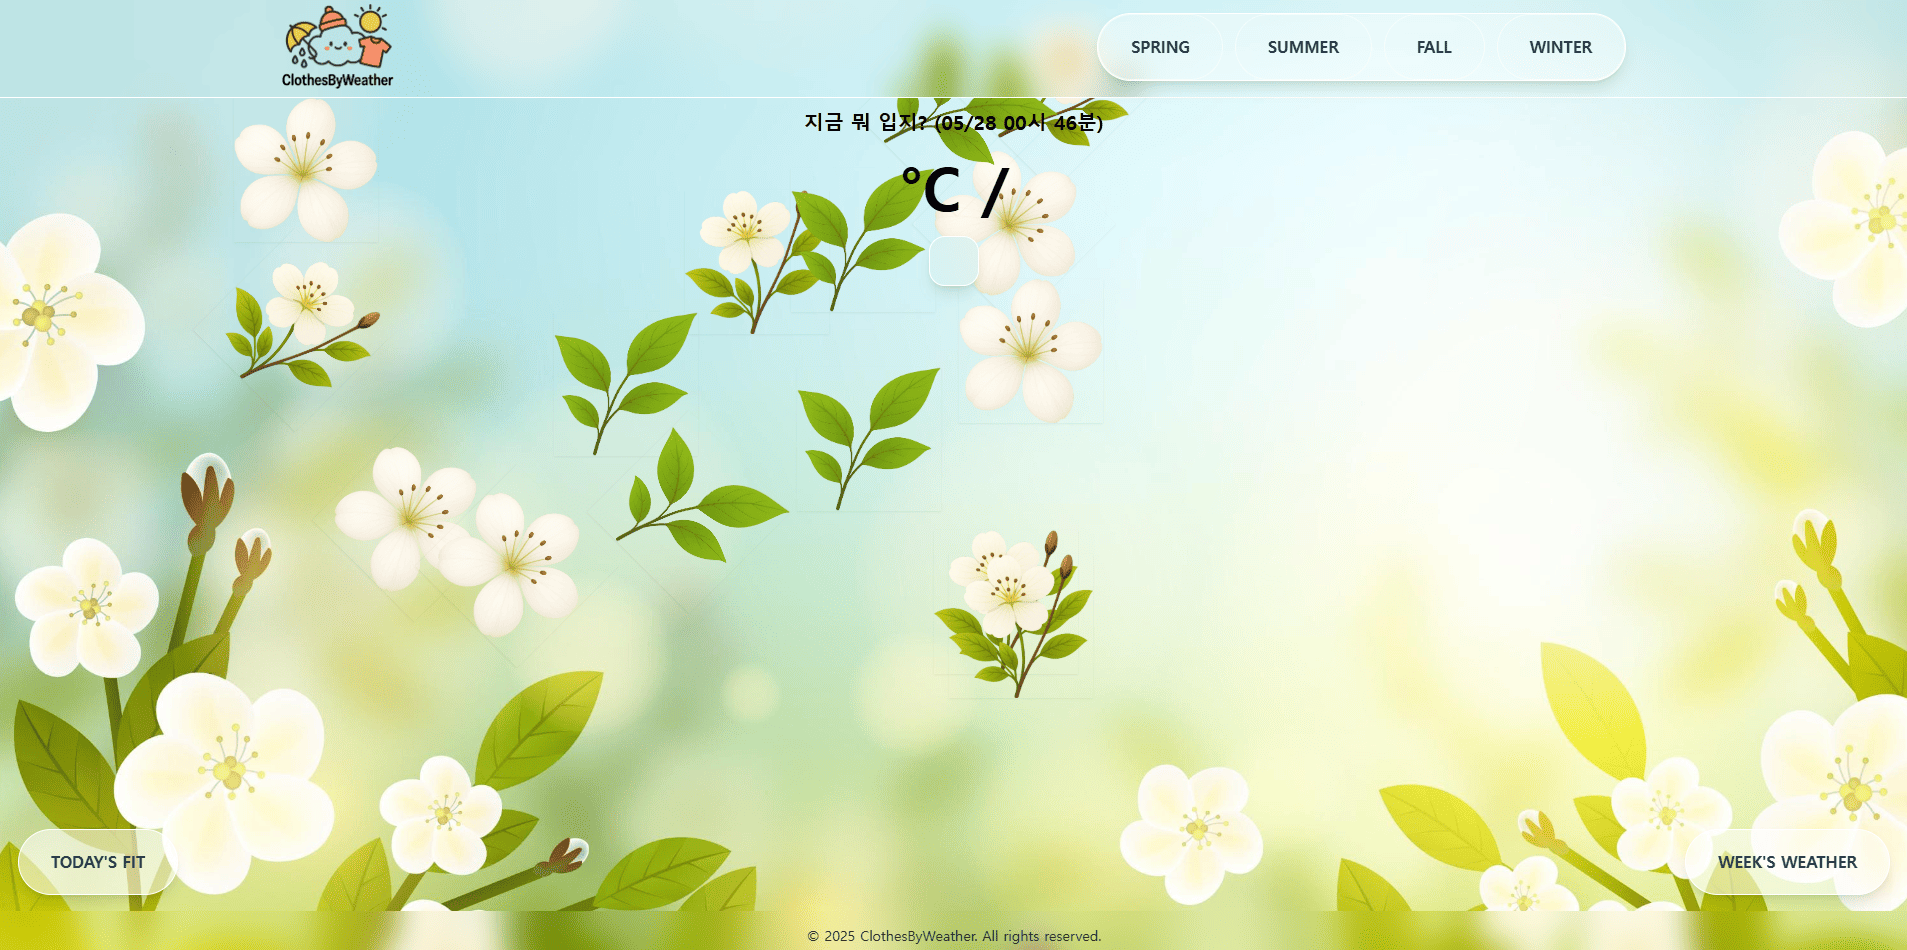 ClothesByWeather
SPRING SUMMER FALL WINTER
지금 뭐 입지? (05/28 00시 46분)
°C /
TODAY'S FIT
WEEK'S WEATHER
© 2025 ClothesByWeather. All rights reserved.